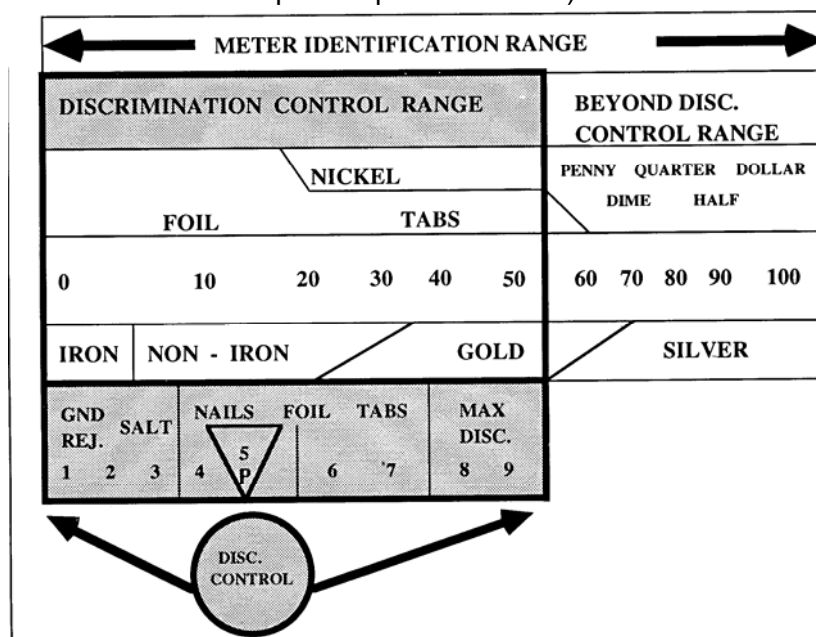 METER IDENTIFICATION RANGE
DISCRIMINATION CONTROL RANGE
BEYOND DISC.
CONTROL RANGE
NICKEL
PENNY QUARTER DOLLAR
DIME HALF
FOIL TABS
0 10 20 30 40 50 60 70 80 90 100
IRON NON - IRON GOLD SILVER
GND
REJ.
SALT
NAILS FOIL TABS
MAX
DISC.
1 2 3 4 5 6 7 8 9
P
DISC.
CONTROL